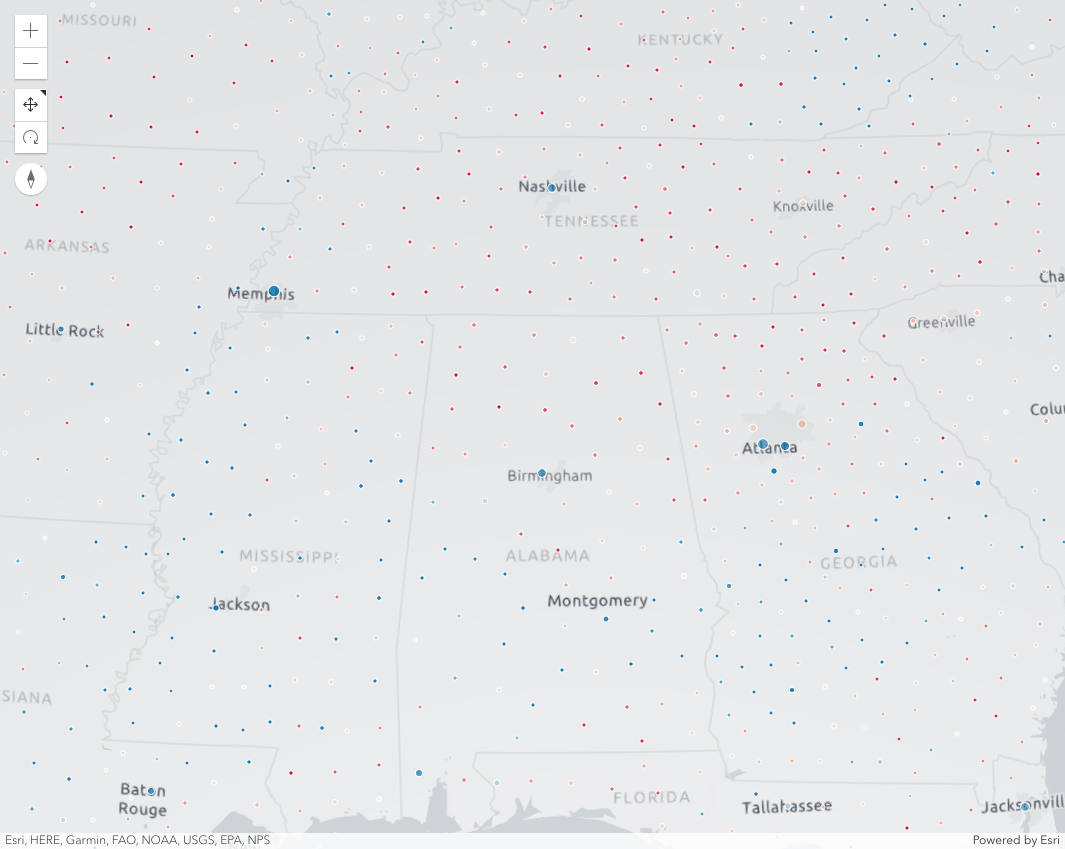 MISSOURI
KENTUCKY
Nashville
TENNESSEE
Knoxville
ARKANSAS
Memphis
Cha
Little Rock
Greenville
Colu
Atlanta
Birmingham
MISSISSIPPI
ALABAMA
GEORGIA
Jackson
Montgomery
SIANA
Baton
Rouge
FLORIDA
Tallahassee
Jacksonvill
Esri, HERE, Garmin, FAO, NOAA, USGS, EPA, NPS
Powered by Esri